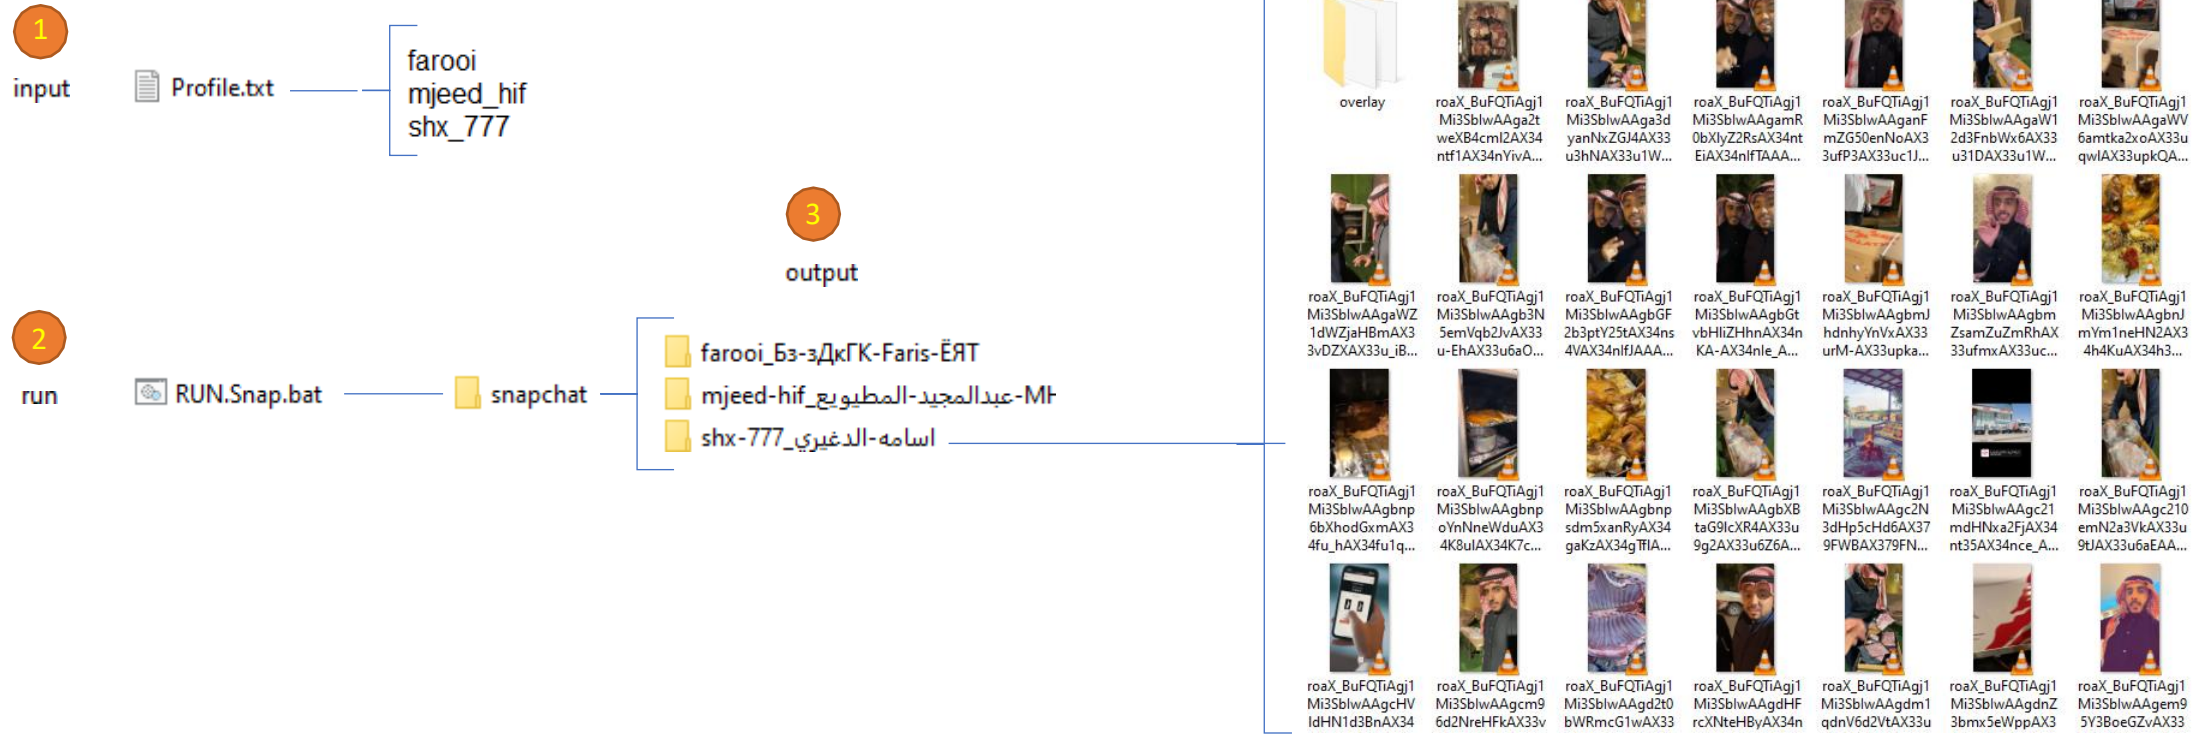 1
input
Profile.txt
farooi
mjeed_hif
shx_777
2
run
RUN.Snap.bat
snapchat
3
output
farooi_Бз-зДкГК-Faris-ЁЯТ
mjeed-hif_عبدالمجيد-المطيويع-MH
shx-777_اسامه-الدغيري
overlay
roaX_BuFQTiAgj1
Mi3SblwAAga2t
weXB4cml2AX34
ntf1AX34nYivA...
roaX_BuFQTiAgj1
Mi3SblwAAga3d
yanNxZGJ4AX33
u3hNAX33u1W...
roaX_BuFQTiAgj1
Mi3SblwAAgamR
0bXlyZ2RsAX34nt
EiAX34nlfTAAA...
roaX_BuFQTiAgj1
Mi3SblwAAganF
mZG50enNoAX3
3ufP3AX33uc1J...
roaX_BuFQTiAgj1
Mi3SblwAAgaW1
2d3FnbWx6AX33
u31DAX33u1W...
roaX_BuFQTiAgj1
Mi3SblwAAgaWV
6amtka2xoAX33u
qwlAX33upkQA...
roaX_BuFQTiAgj1
Mi3SblwAAgaWZ
1dWZjaHBmAX3
3vDZXAX33u_iB...
roaX_BuFQTiAgj1
Mi3SblwAAgb3N
5emVqb2JvAX33
u-EhAX33u6aO...
roaX_BuFQTiAgj1
Mi3SblwAAgbGF
2b3ptY25tAX34ns
4VAX34nlfJAAA...
roaX_BuFQTiAgj1
Mi3SblwAAgbGt
vbHliZHhnAX34n
KA-AX34nle_A...
roaX_BuFQTiAgj1
Mi3SblwAAgbmJ
hdnhyYnVxAX33
urM-AX33upka...
roaX_BuFQTiAgj1
Mi3SblwAAgbm
ZsamZuZmRhAX
33ufmxAX33uc...
roaX_BuFQTiAgj1
Mi3SblwAAgbnJ
mYm1neHN2AX3
4h4KuAX34h3...
roaX_BuFQTiAgj1
Mi3SblwAAgbnp
6bXhodGxmAX3
4fu_hAX34fu1q...
roaX_BuFQTiAgj1
Mi3SblwAAgbnp
oYnNneWduAX3
4K8ulAX34K7c...
roaX_BuFQTiAgj1
Mi3SblwAAgbnp
sdm5xanRyAX34
gaKzAX34gTflA...
roaX_BuFQTiAgj1
Mi3SblwAAgbXB
taG9lcXR4AX33u
9g2AX33u6Z6A...
roaX_BuFQTiAgj1
Mi3SblwAAgc2N
3dHp5cHd6AX37
9FWBAX379FN...
roaX_BuFQTiAgj1
Mi3SblwAAgc21
mdHNxa2FjAX34
nt35AX34nce_A...
roaX_BuFQTiAgj1
Mi3SblwAAgc210
emN2a3VkAX33u
9tJAX33u6aEAA...
roaX_BuFQTiAgj1
Mi3SblwAAgcHV
ldHN1d3BnAX34
roaX_BuFQTiAgj1
Mi3SblwAAgcm9
6d2NreHFkAX33v
roaX_BuFQTiAgj1
Mi3SblwAAgd2t0
bWRmcG1wAX33
roaX_BuFQTiAgj1
Mi3SblwAAgdHF
rcXNteHByAX34n
roaX_BuFQTiAgj1
Mi3SblwAAgdm1
qdnV6d2VtAX33u
roaX_BuFQTiAgj1
Mi3SblwAAgdnZ
3bmx5eWppAX3
roaX_BuFQTiAgj1
Mi3SblwAAgem9
5Y3BoeGZvAX33